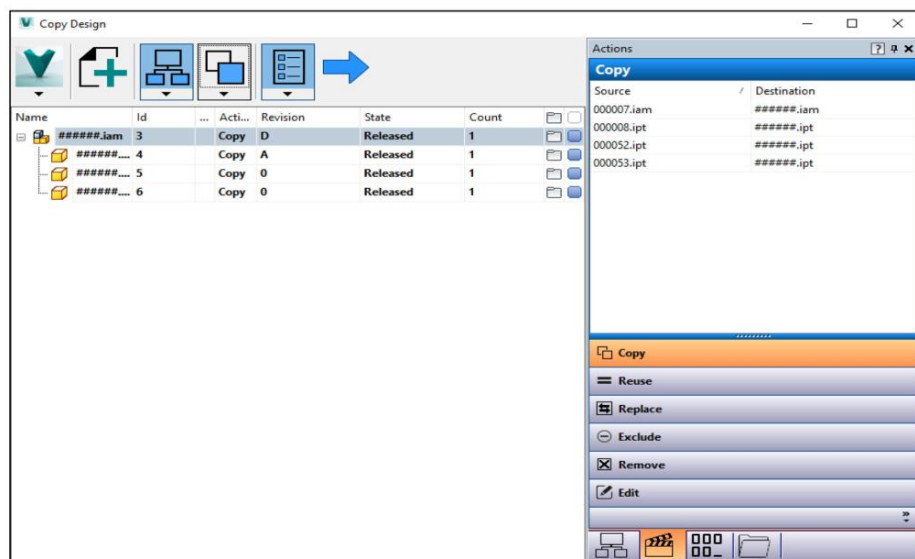 Copy Design
Name Id ... Acti... Revision State Count
######.iam 3 Copy D Released 1
######.... 4 Copy A Released 1
######.... 5 Copy 0 Released 1
######.... 6 Copy 0 Released 1
Actions
Copy
Source / Destination
000007.iam ######.iam
000008.ipt ######.ipt
000052.ipt ######.ipt
000053.ipt ######.ipt
Copy
Reuse
Replace
Exclude
Remove
Edit